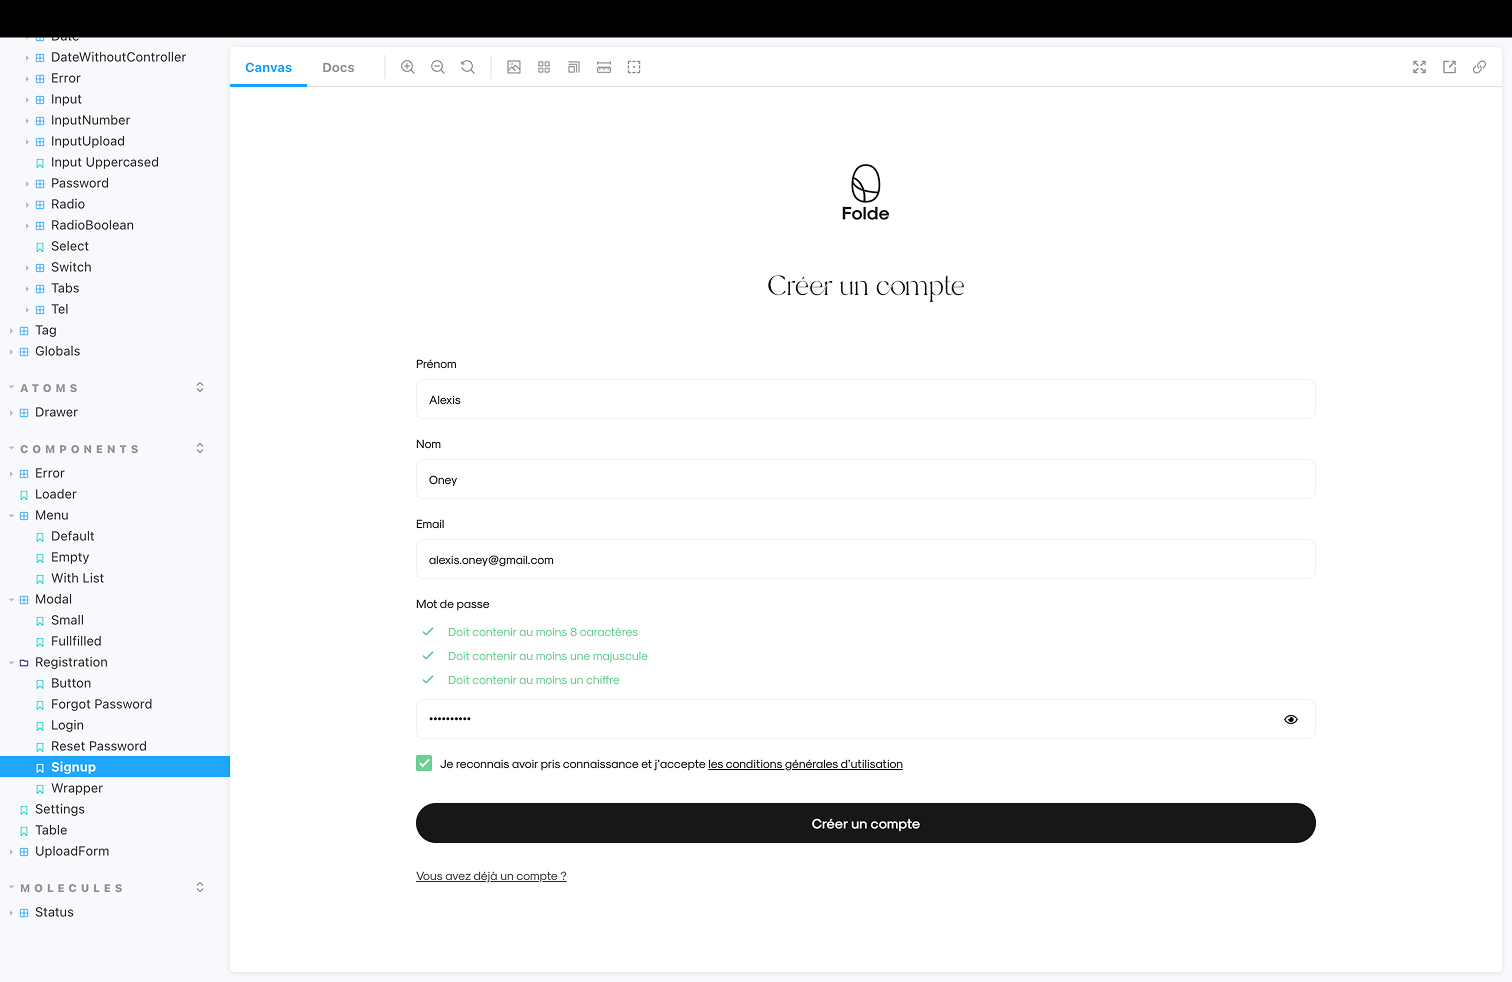 Date
DateWithoutController
Error
Input
InputNumber
InputUpload
Input Uppercased
Password
Radio
RadioBoolean
Select
Switch
Tabs
Tel
Tag
Globals
ATOMS
Drawer
COMPONENTS
Error
Loader
Menu
Default
Empty
With List
Modal
Small
Fullfilled
Registration
Button
Forgot Password
Login
Reset Password
Signup
Wrapper
Settings
Table
UploadForm
MOLECULES
Status
Canvas Docs
Folde
Créer un compte
Prénom
Alexis
Nom
Oney
Email
alexis.oney@gmail.com
Mot de passe
Doit contenir au moins 8 caractères
Doit contenir au moins une majuscule
Doit contenir au moins un chiffre
••••••••••
Je reconnais avoir pris connaissance et j'accepte les conditions générales d'utilisation
Créer un compte
Vous avez déjà un compte ?